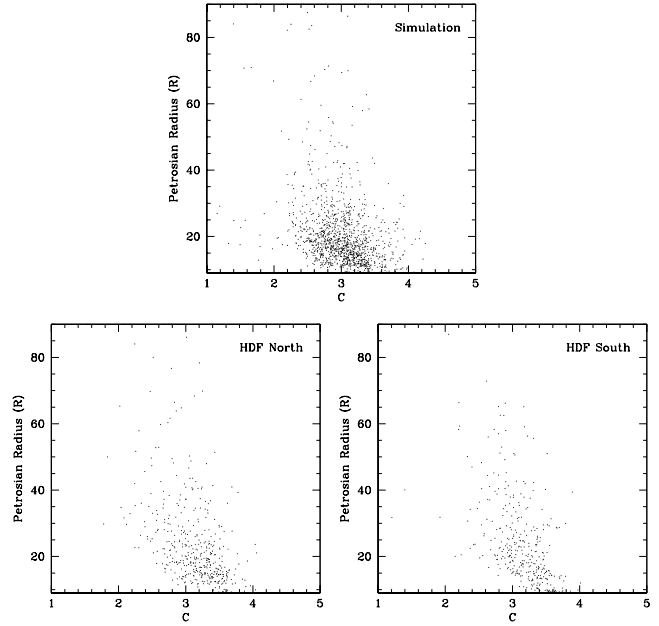 Simulation
Petrosian Radius (R)
80
60
40
20
1 2 3 4 5
C
HDF North
Petrosian Radius (R)
80
60
40
20
1 2 3 4 5
C
HDF South
Petrosian Radius (R)
80
60
40
20
1 2 3 4 5
C